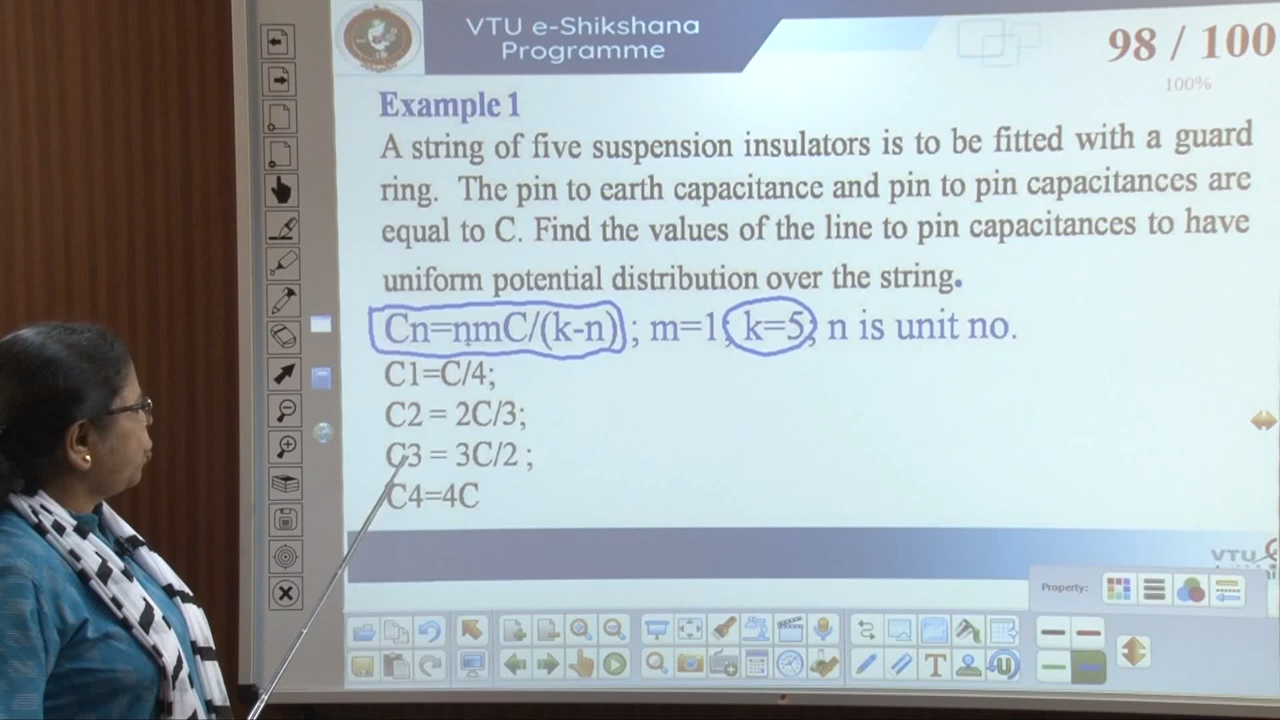 VTU e-Shikshana
Programme
98 / 100
100%
Example 1
A string of five suspension insulators is to be fitted with a guard
ring. The pin to earth capacitance and pin to pin capacitances are
equal to C. Find the values of the line to pin capacitances to have
uniform potential distribution over the string.
Cn=nmC/(k-n) ; m=1; k=5; n is unit no.
C1=C/4;
C2 = 2C/3;
C3 = 3C/2 ;
C4=4C
VTU
Property: